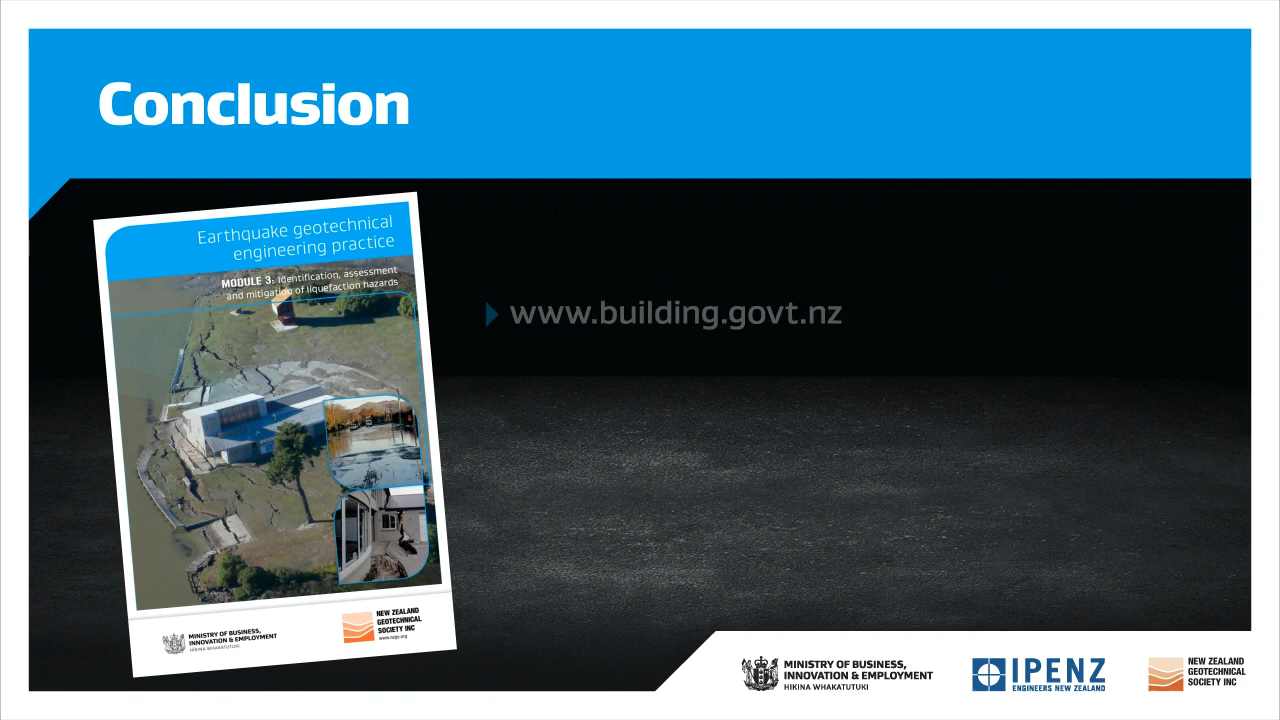 Conclusion
Earthquake geotechnical
engineering practice
MODULE 3: Identification, assessment
and mitigation of liquefaction hazards
www.building.govt.nz
MINISTRY OF BUSINESS,
INNOVATION & EMPLOYMENT
HIKINA WHAKATUTUKI
NEW ZEALAND
GEOTECHNICAL
SOCIETY INC
www.nzgs.org
MINISTRY OF BUSINESS,
INNOVATION & EMPLOYMENT
HIKINA WHAKATUTUKI
IPENZ
ENGINEERS NEW ZEALAND
NEW ZEALAND
GEOTECHNICAL
SOCIETY INC